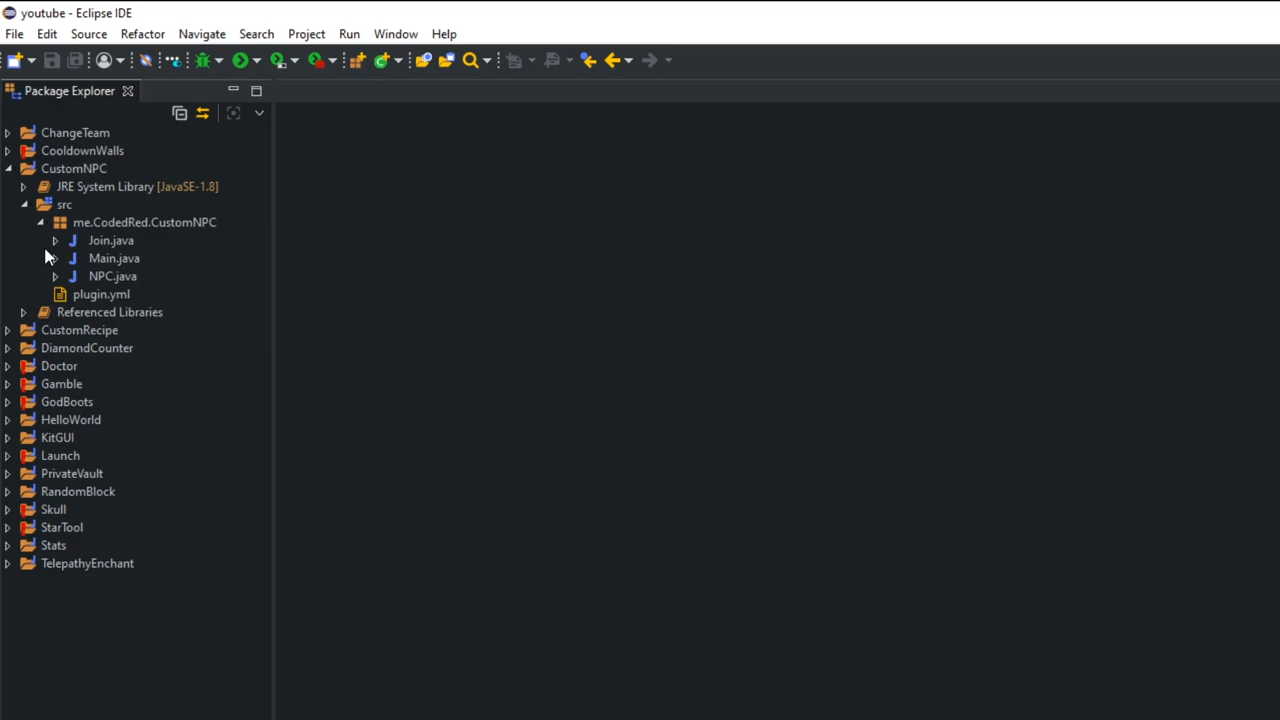 youtube - Eclipse IDE
File Edit Source Refactor Navigate Search Project Run Window Help
Package Explorer
ChangeTeam
CooldownWalls
CustomNPC
JRE System Library [JavaSE-1.8]
src
me.CodedRed.CustomNPC
Join.java
Main.java
NPC.java
plugin.yml
Referenced Libraries
CustomRecipe
DiamondCounter
Doctor
Gamble
GodBoots
HelloWorld
KitGUI
Launch
PrivateVault
RandomBlock
Skull
StarTool
Stats
TelepathyEnchant